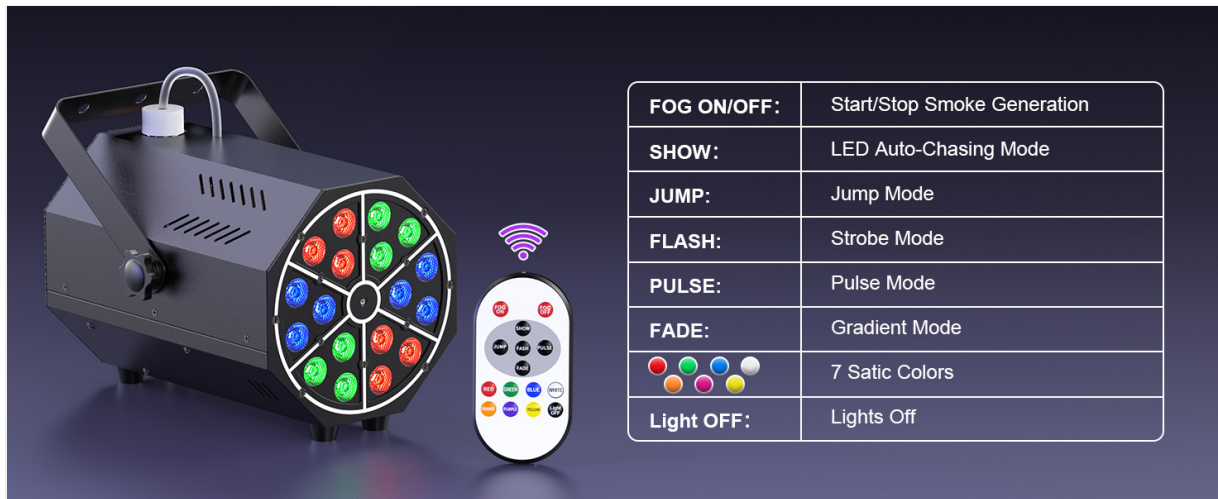 FOG ON/OFF: Start/Stop Smoke Generation
SHOW: LED Auto-Chasing Mode
JUMP: Jump Mode
FLASH: Strobe Mode
PULSE: Pulse Mode
FADE: Gradient Mode
7 Satic Colors
Light OFF: Lights Off
FOG ON
FOG OFF
SHOW
JUMP FASH PULSE
FADE
RED GREEN BLUE WHITE
ORANGE PURPLE YELLOW Light OFF